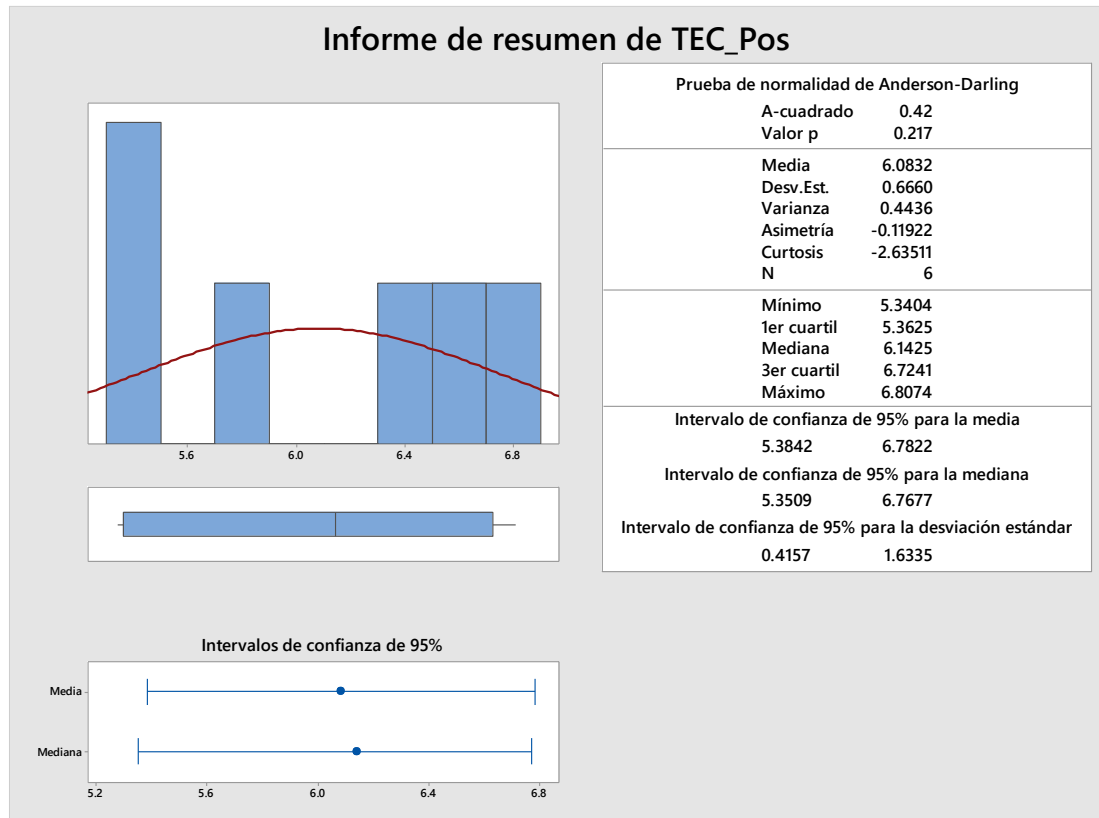 Informe de resumen de TEC_Pos
Prueba de normalidad de Anderson-Darling
A-cuadrado 0.42
Valor p 0.217
Media 6.0832
Desv.Est. 0.6660
Varianza 0.4436
Asimetría -0.11922
Curtosis -2.63511
N 6
Mínimo 5.3404
1er cuartil 5.3625
Mediana 6.1425
3er cuartil 6.7241
Máximo 6.8074
Intervalo de confianza de 95% para la media
5.3842 6.7822
Intervalo de confianza de 95% para la mediana
5.3509 6.7677
Intervalo de confianza de 95% para la desviación estándar
0.4157 1.6335
5.6 6.0 6.4 6.8
Intervalos de confianza de 95%
Media
Mediana
5.2 5.6 6.0 6.4 6.8